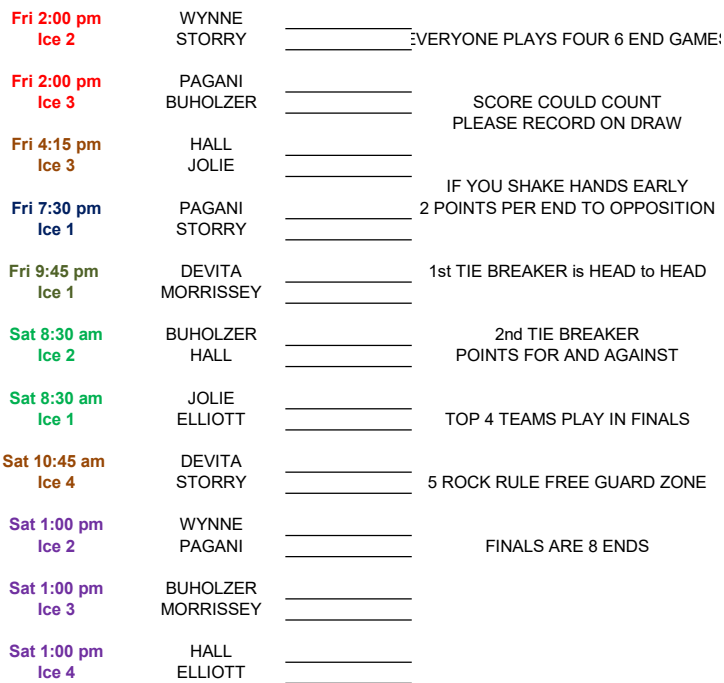 Fri 2:00 pm WYNNE
Ice 2 STORRY EVERYONE PLAYS FOUR 6 END GAMES
Fri 2:00 pm PAGANI
Ice 3 BUHOLZER SCORE COULD COUNT
PLEASE RECORD ON DRAW
Fri 4:15 pm HALL
Ice 3 JOLIE
IF YOU SHAKE HANDS EARLY
Fri 7:30 pm PAGANI 2 POINTS PER END TO OPPOSITION
Ice 1 STORRY
Fri 9:45 pm DEVITA 1st TIE BREAKER is HEAD to HEAD
Ice 1 MORRISSEY
Sat 8:30 am BUHOLZER 2nd TIE BREAKER
Ice 2 HALL POINTS FOR AND AGAINST
Sat 8:30 am JOLIE
Ice 1 ELLIOTT TOP 4 TEAMS PLAY IN FINALS
Sat 10:45 am DEVITA
Ice 4 STORRY 5 ROCK RULE FREE GUARD ZONE
Sat 1:00 pm WYNNE
Ice 2 PAGANI FINALS ARE 8 ENDS
Sat 1:00 pm BUHOLZER
Ice 3 MORRISSEY
Sat 1:00 pm HALL
Ice 4 ELLIOTT